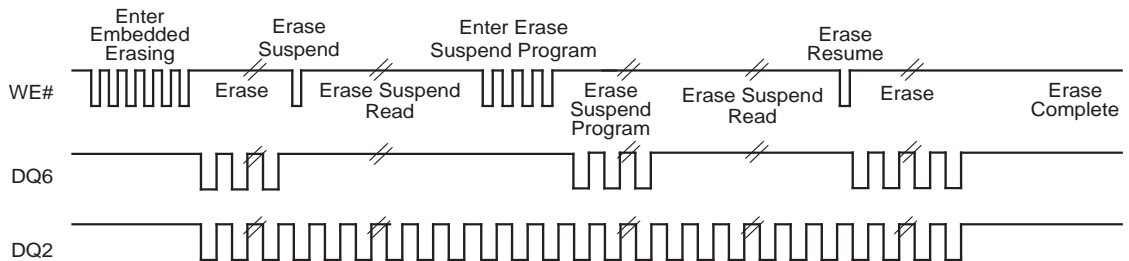 Enter
Embedded
Erasing
Erase
Suspend
Enter Erase
Suspend Program
Erase
Resume
WE#
Erase
Erase Suspend
Read
Erase
Suspend
Program
Erase Suspend
Read
Erase
Erase
Complete
DQ6
DQ2